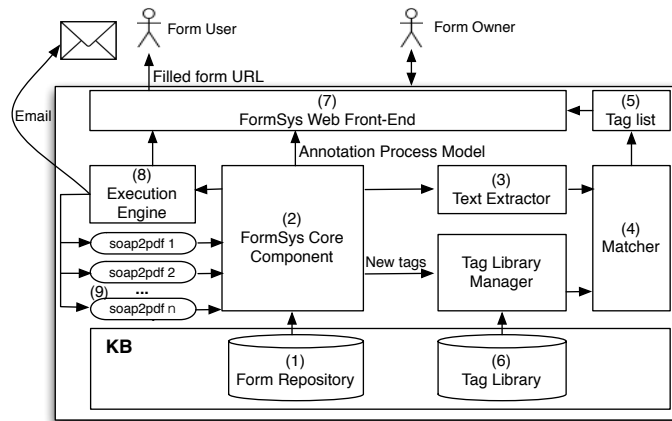 Form User
Form Owner
Filled form URL
Email
(7)
FormSys Web Front-End
(5)
Tag list
Annotation Process Model
(8)
Execution
Engine
(2)
FormSys Core
Component
(3)
Text Extractor
(4)
Matcher
soap2pdf 1
soap2pdf 2
...
(9)
soap2pdf n
New tags
Tag Library
Manager
KB
(1)
Form Repository
(6)
Tag Library